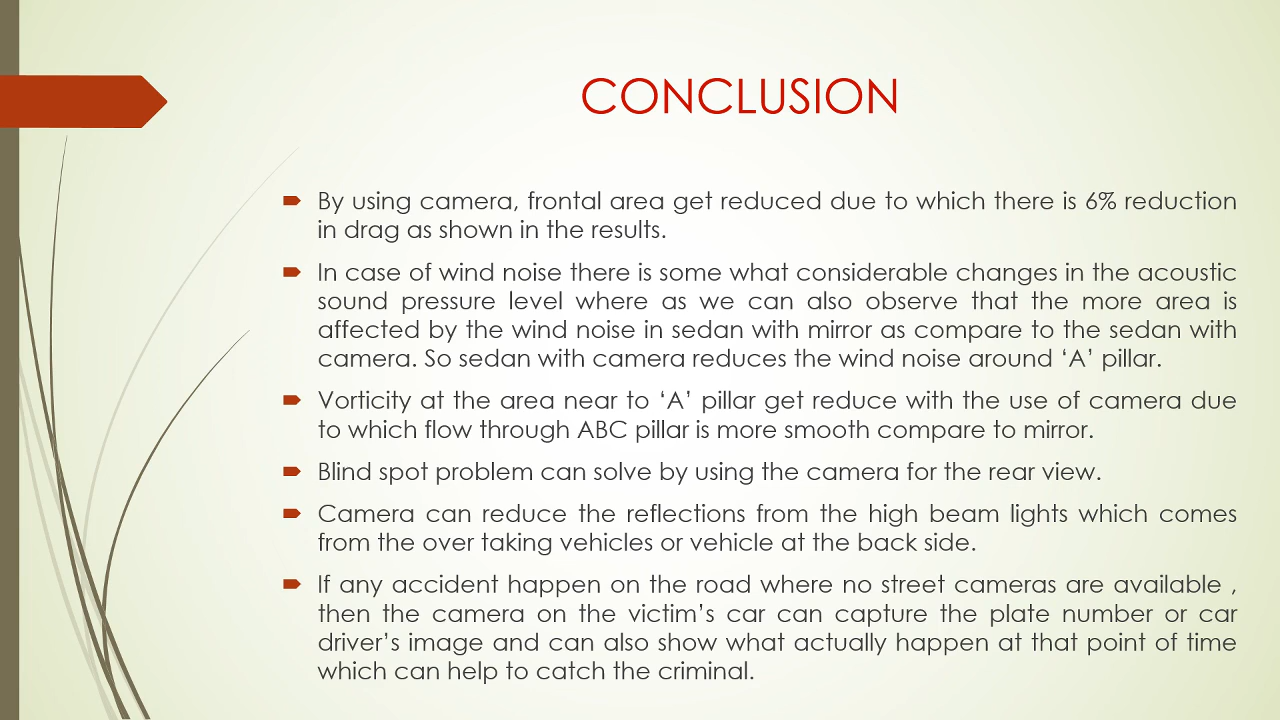 CONCLUSION
By using camera, frontal area get reduced due to which there is 6% reduction
in drag as shown in the results.
In case of wind noise there is some what considerable changes in the acoustic
sound pressure level where as we can also observe that the more area is
affected by the wind noise in sedan with mirror as compare to the sedan with
camera. So sedan with camera reduces the wind noise around ‘A’ pillar.
Vorticity at the area near to ‘A’ pillar get reduce with the use of camera due
to which flow through ABC pillar is more smooth compare to mirror.
Blind spot problem can solve by using the camera for the rear view.
Camera can reduce the reflections from the high beam lights which comes
from the over taking vehicles or vehicle at the back side.
If any accident happen on the road where no street cameras are available ,
then the camera on the victim’s car can capture the plate number or car
driver’s image and can also show what actually happen at that point of time
which can help to catch the criminal.